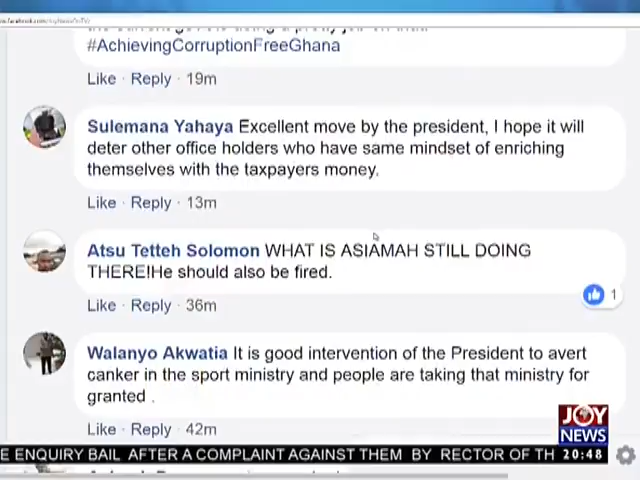 #AchievingCorruptionFreeGhana
Like · Reply · 19m
Sulemana Yahaya Excellent move by the president, I hope it will
deter other office holders who have same mindset of enriching
themselves with the taxpayers money.
Like · Reply · 13m
Atsu Tetteh Solomon WHAT IS ASIAMAH STILL DOING
THERE!He should also be fired.
1
Like · Reply · 36m
Walanyo Akwatia It is good intervention of the President to avert
canker in the sport ministry and people are taking that ministry for
granted .
Like · Reply · 42m
JOY
NEWS
E ENQUIRY BAIL AFTER A COMPLAINT AGAINST THEM BY RECTOR OF TH 20:48